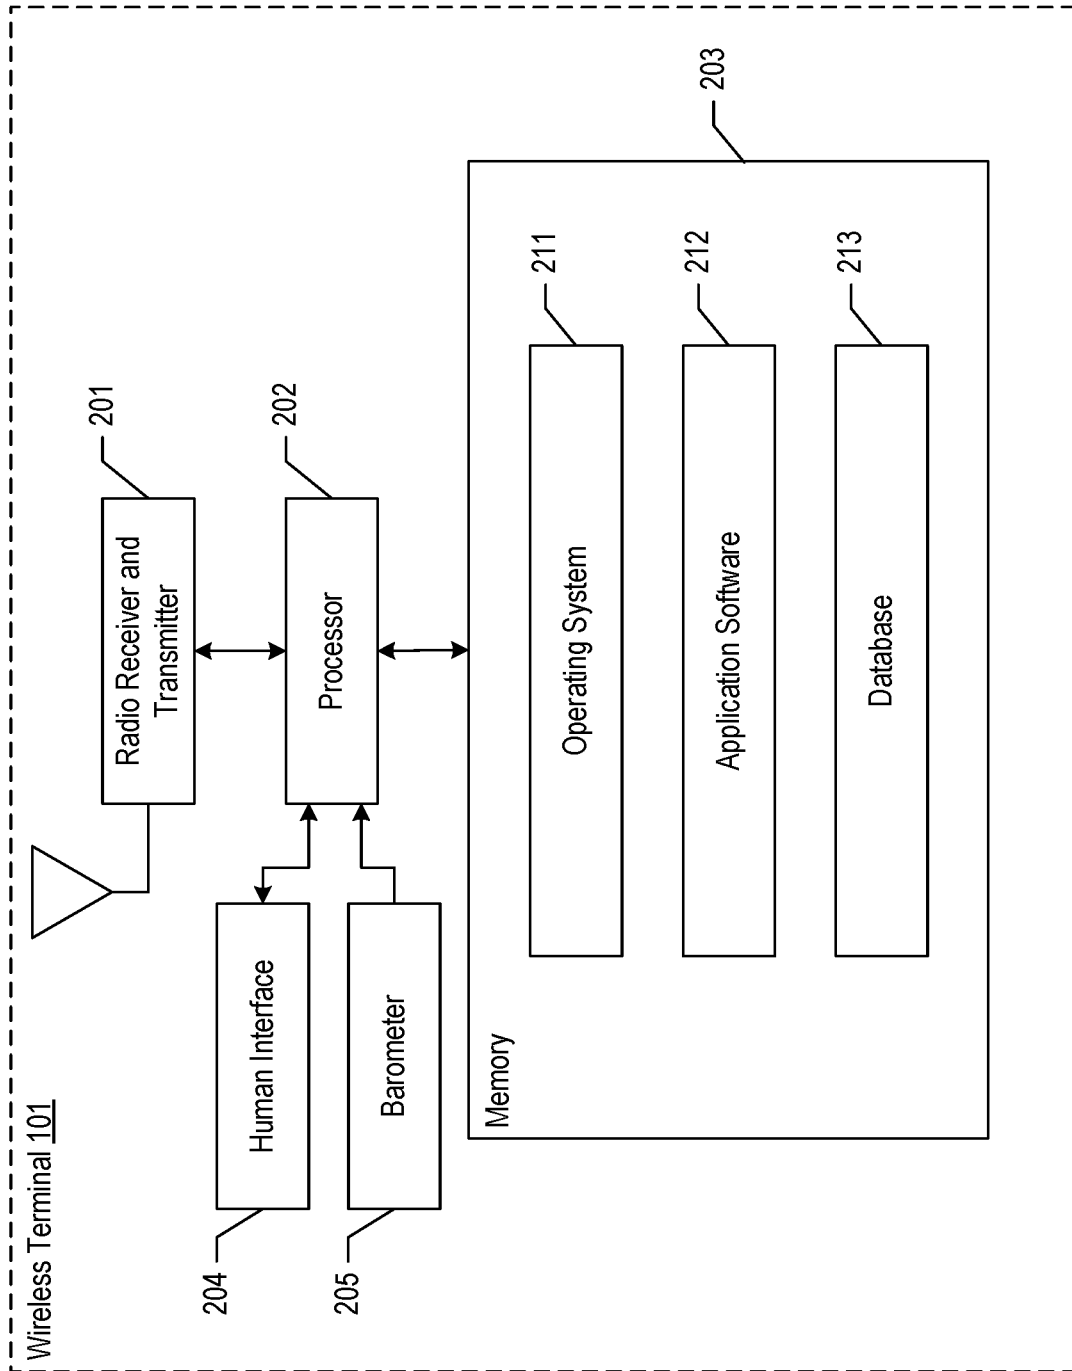 Wireless Terminal 101
Radio Receiver and
Transmitter
201
Processor
202
204
Human Interface
205
Barometer
Memory
203
Operating System
211
Application Software
212
Database
213